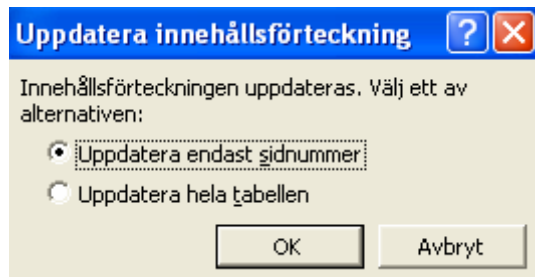 Uppdatera innehållsförteckning
Innehållsförteckningen uppdateras. Välj ett av
alternativen:
Uppdatera endast sidnummer
Uppdatera hela tabellen
OK Avbryt